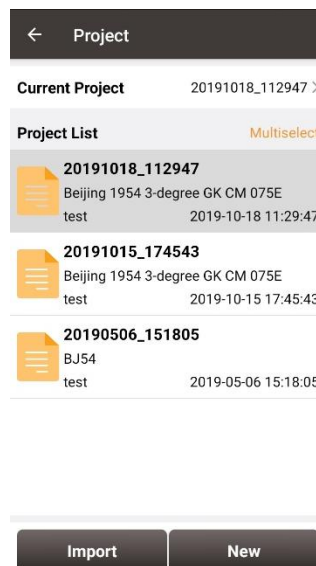 Project
Current Project 20191018_112947
Project List Multiselect
20191018_112947
Beijing 1954 3-degree GK CM 075E
test 2019-10-18 11:29:47
20191015_174543
Beijing 1954 3-degree GK CM 075E
test 2019-10-15 17:45:43
20190506_151805
BJ54
test 2019-05-06 15:18:05
Import New